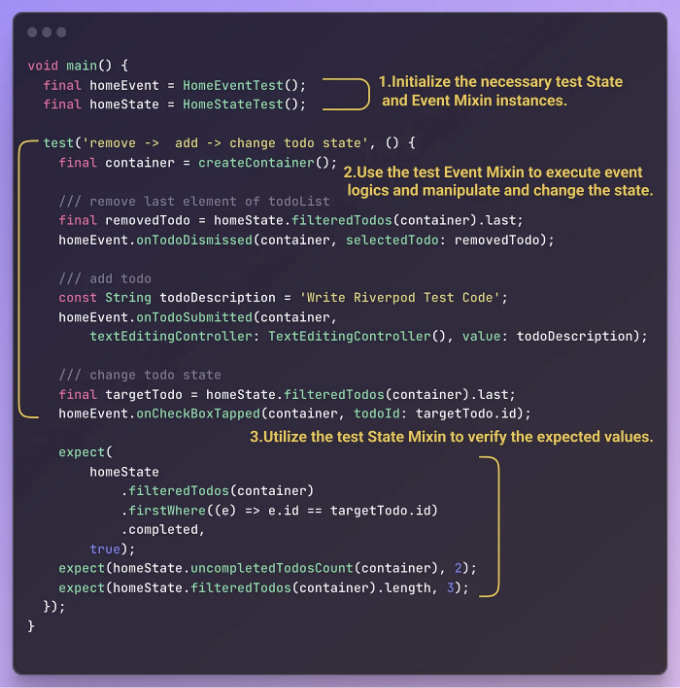 void main() {
  final homeEvent = HomeEventTest();
  final homeState = HomeStateTest();
1.Initialize the necessary test State
and Event Mixin instances.
  test('remove ->  add -> change todo state', () {
    final container = createContainer();
2.Use the test Event Mixin to execute event
logics and manipulate and change the state.
    /// remove last element of todoList
    final removedTodo = homeState.filteredTodos(container).last;
    homeEvent.onTodoDismissed(container, selectedTodo: removedTodo);
    /// add todo
    const String todoDescription = 'Write Riverpod Test Code';
    homeEvent.onTodoSubmitted(container,
        textEditingController: TextEditingController(), value: todoDescription);
    /// change todo state
    final targetTodo = homeState.filteredTodos(container).last;
    homeEvent.onCheckBoxTapped(container, todoId: targetTodo.id);
3.Utilize the test State Mixin to verify the expected values.
    expect(
        homeState
            .filteredTodos(container)
            .firstWhere((e) => e.id == targetTodo.id)
            .completed,
        true);
    expect(homeState.uncompletedTodosCount(container), 2);
    expect(homeState.filteredTodos(container).length, 3);
  });
}